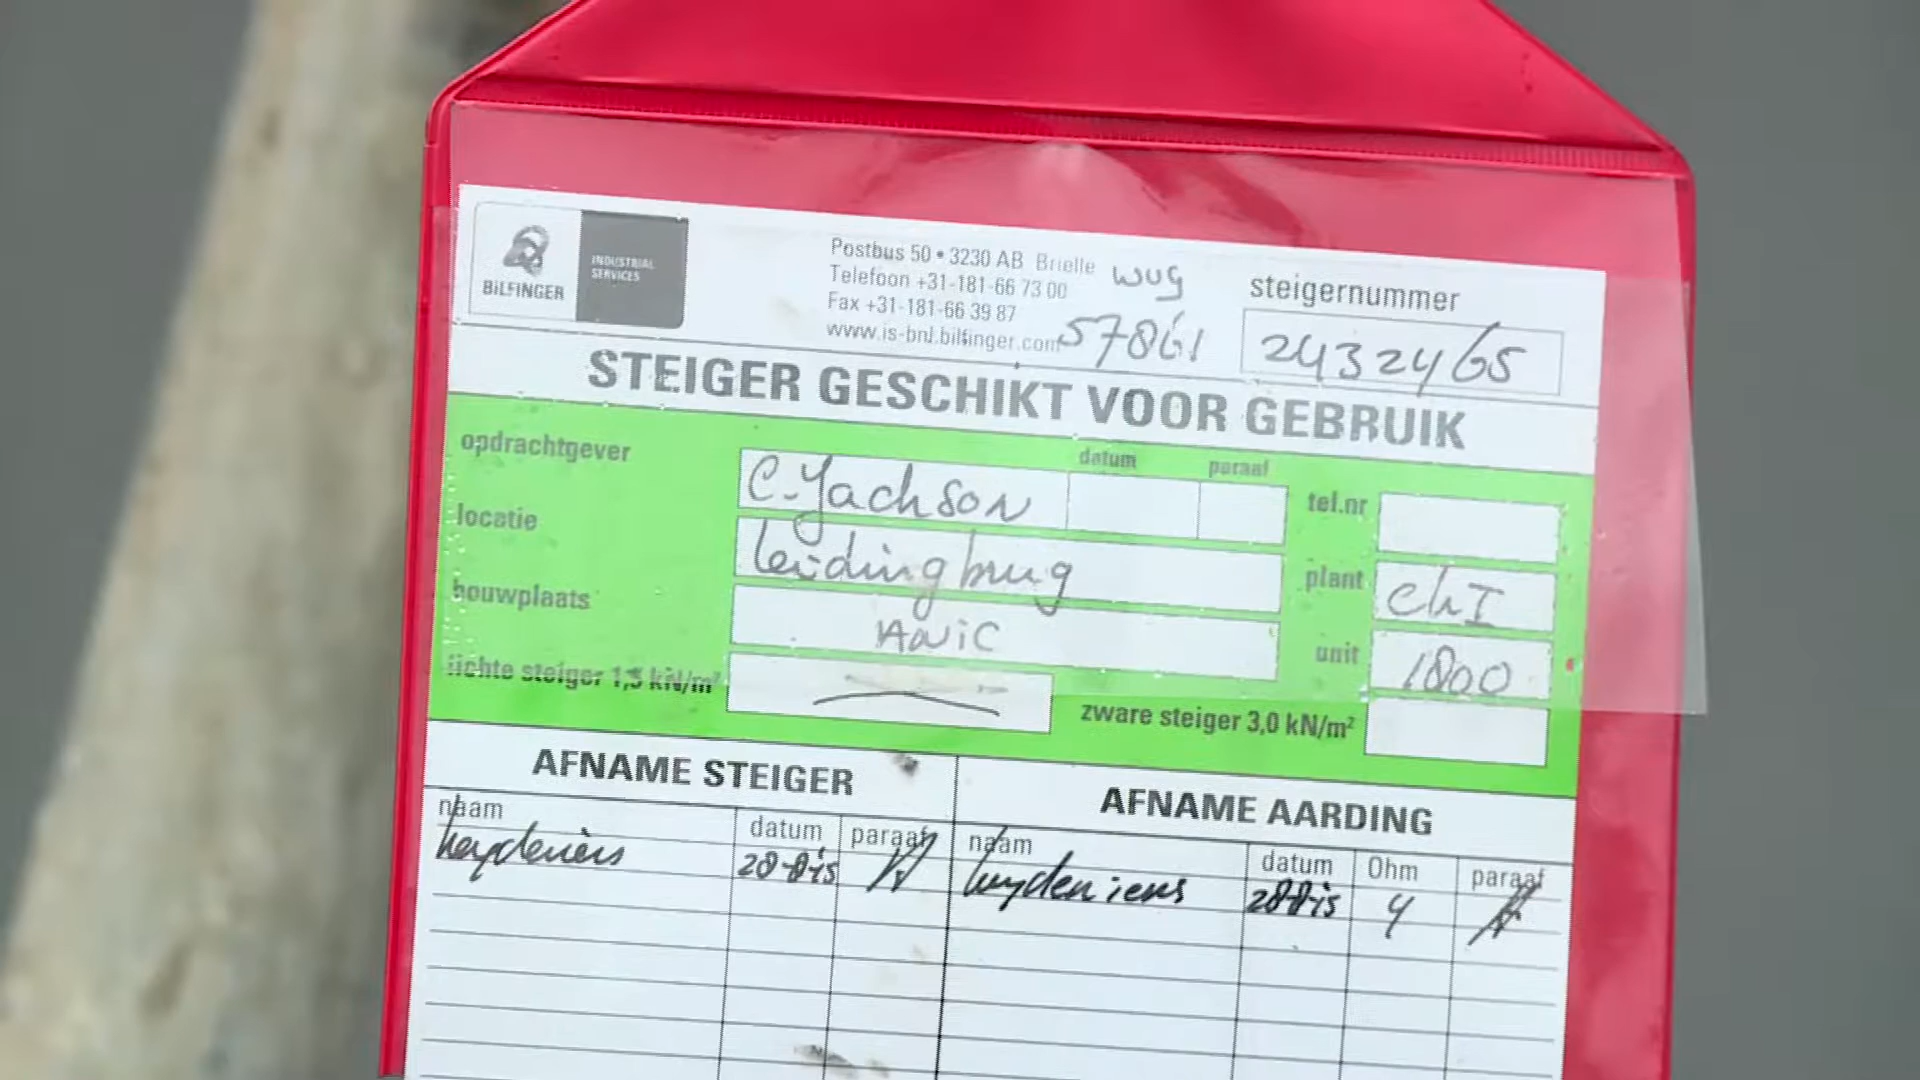 BILFINGER
INDUSTRIAL
SERVICES
Postbus 50 • 3230 AB Brielle
Telefoon +31-181-66 73 00
Fax +31-181-66 39 87
www.is-bnl.bilfinger.com
wug
57861
steigernummer
2432465
STEIGER GESCHIKT VOOR GEBRUIK
datum paraaf
opdrachtgever C. Yachson tel.nr
locatie leidingbrug plant
bouwplaats unit 1800
lichte steiger 1,5 kN/m² zware steiger 3,0 kN/m²
AFNAME STEIGER AFNAME AARDING
naam datum paraaf naam datum Ohm paraaf
28-8-15 28-8-15 4